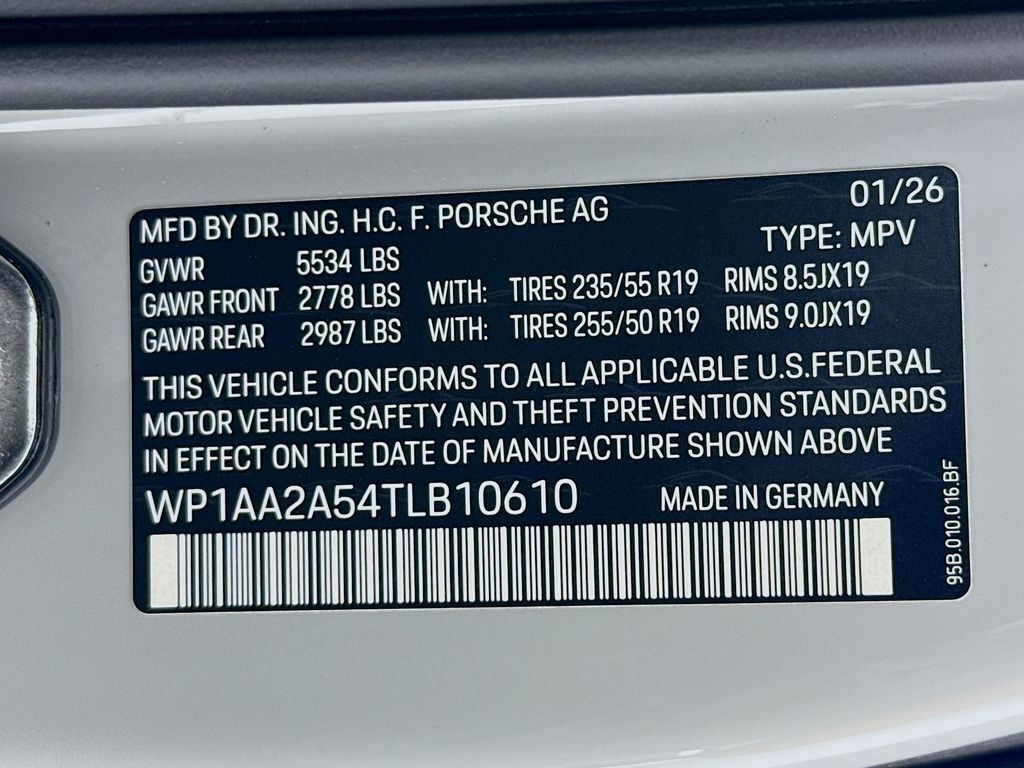 MFD BY DR. ING. H.C. F. PORSCHE AG 01/26
TYPE: MPV
GVWR 5534 LBS
GAWR FRONT 2778 LBS WITH: TIRES 235/55 R19 RIMS 8.5JX19
GAWR REAR 2987 LBS WITH: TIRES 255/50 R19 RIMS 9.0JX19
THIS VEHICLE CONFORMS TO ALL APPLICABLE U.S.FEDERAL
MOTOR VEHICLE SAFETY AND THEFT PREVENTION STANDARDS
IN EFFECT ON THE DATE OF MANUFACTURE SHOWN ABOVE
WP1AA2A54TLB10610 MADE IN GERMANY
95B.010.016.BF